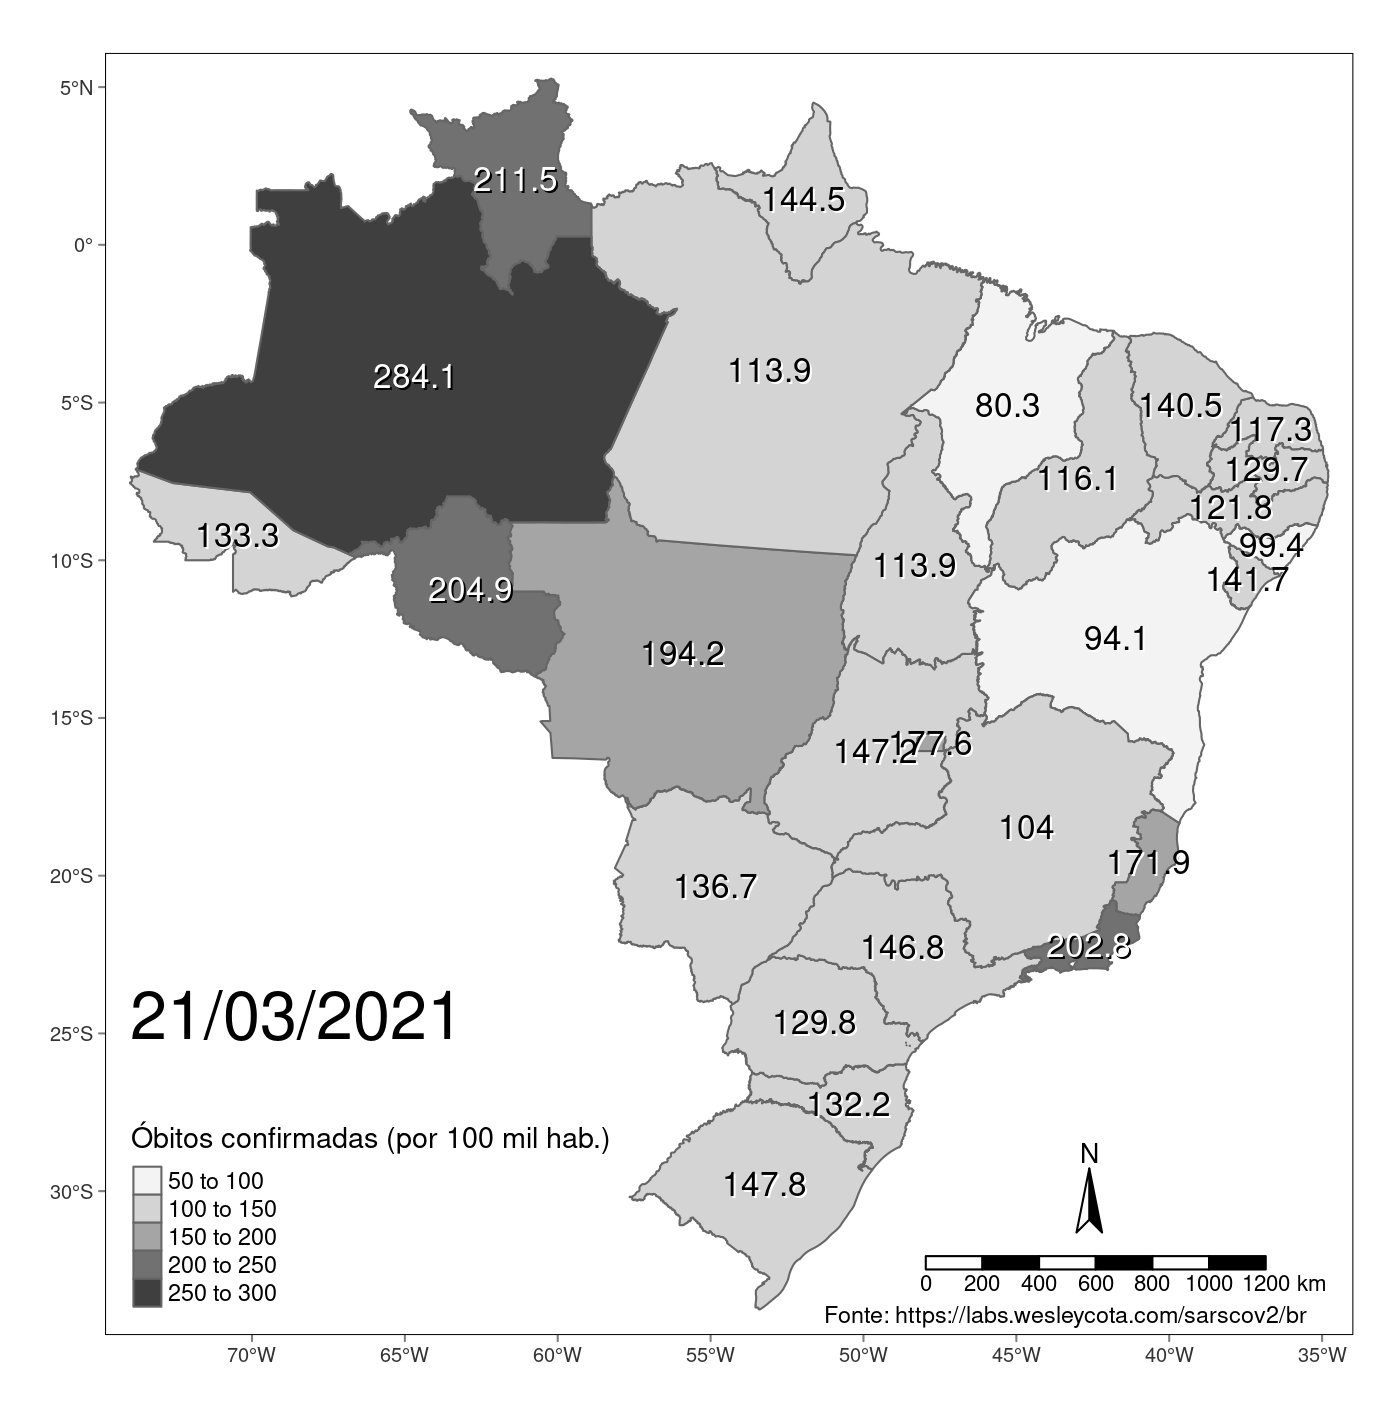 5°N
0°
5°S
10°S
15°S
20°S
25°S
30°S
211.5
144.5
284.1
113.9
80.3
140.5
117.3
129.7
116.1
121.8
133.3
99.4
113.9
141.7
204.9
94.1
194.2
147.2
177.6
104
171.9
136.7
146.8
202.8
129.8
132.2
147.8
21/03/2021
Óbitos confirmadas (por 100 mil hab.)
50 to 100
100 to 150
150 to 200
200 to 250
250 to 300
N
0 200 400 600 800 1000 1200 km
Fonte: https://labs.wesleycota.com/sarscov2/br
70°W 65°W 60°W 55°W 50°W 45°W 40°W 35°W